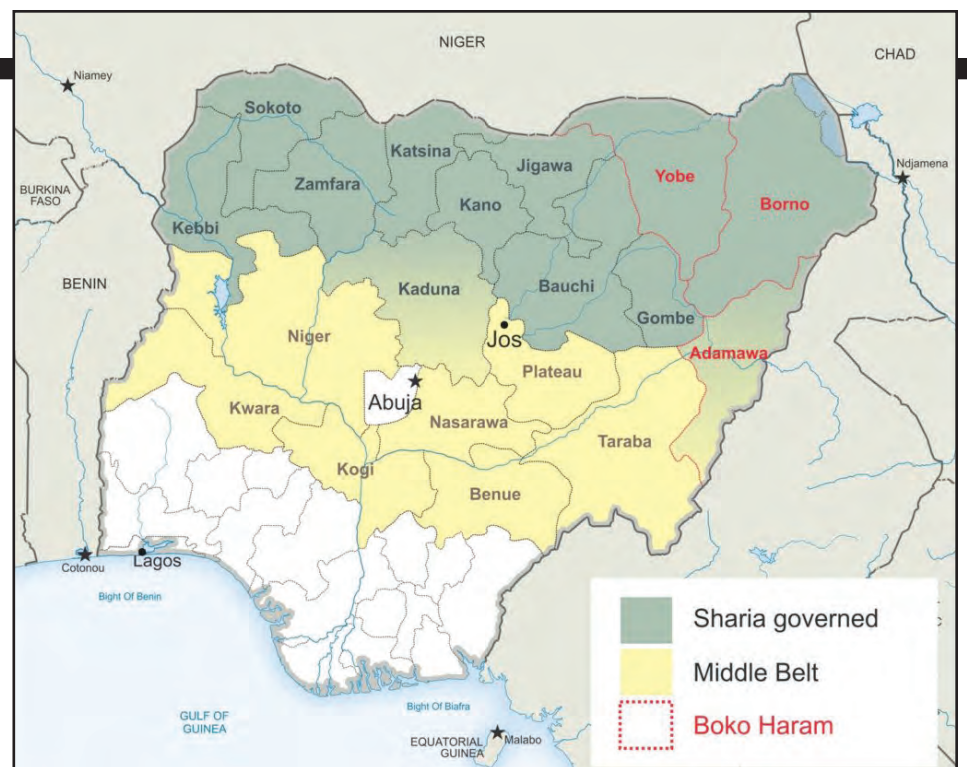 NIGER
CHAD
Niamey
Sokoto
Katsina
Jigawa
Zamfara
Yobe
Ndjamena
BURKINA
FASO
Kano
Borno
Kebbi
BENIN
Kaduna
Bauchi
Gombe
Niger
Jos
Adamawa
Plateau
Abuja
Kwara
Nasarawa
Taraba
Kogi
Benue
Lagos
Cotonou
Bight Of Benin
Sharia governed
Middle Belt
Bight Of Biafra
Boko Haram
GULF OF
GUINEA
EQUATORIAL
GUINEA
Malabo